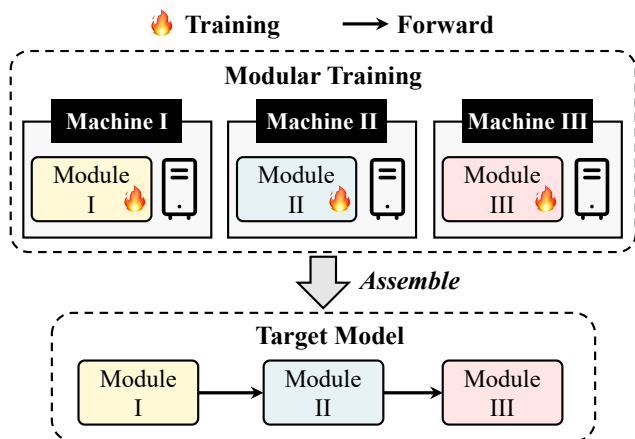 Training Forward
Modular Training
Machine I Machine II Machine III
Module Module Module
I II III
Assemble
Target Model
Module Module Module
I II III